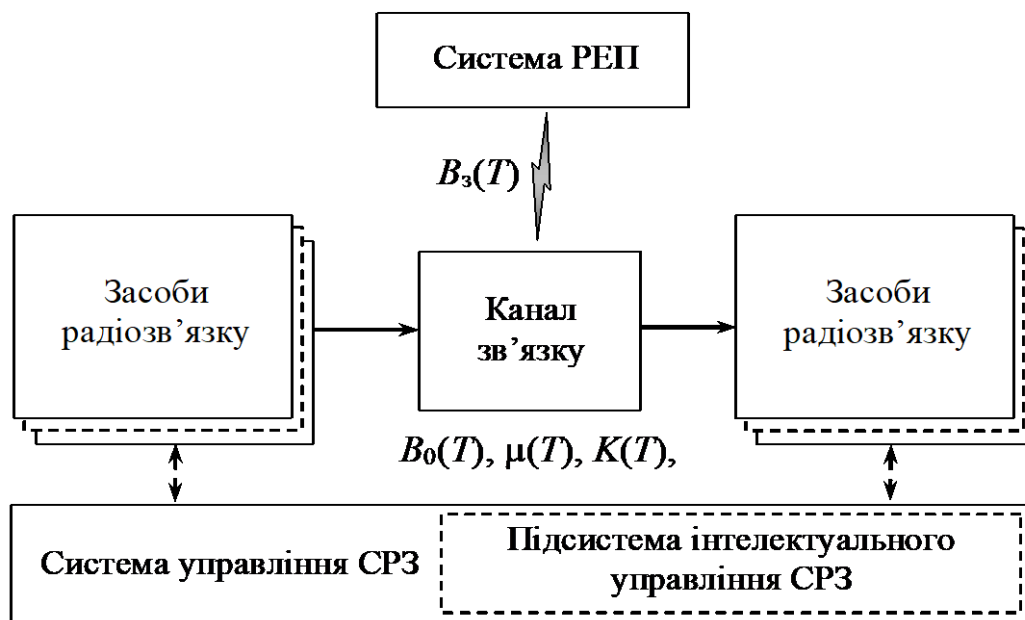 Система РЕП
Bз(T)
Засоби
радіозв’язку
Канал
зв’язку
Засоби
радіозв’язку
B0(T), μ(T), K(T),
Система управління СРЗ
Підсистема інтелектуального
управління СРЗ